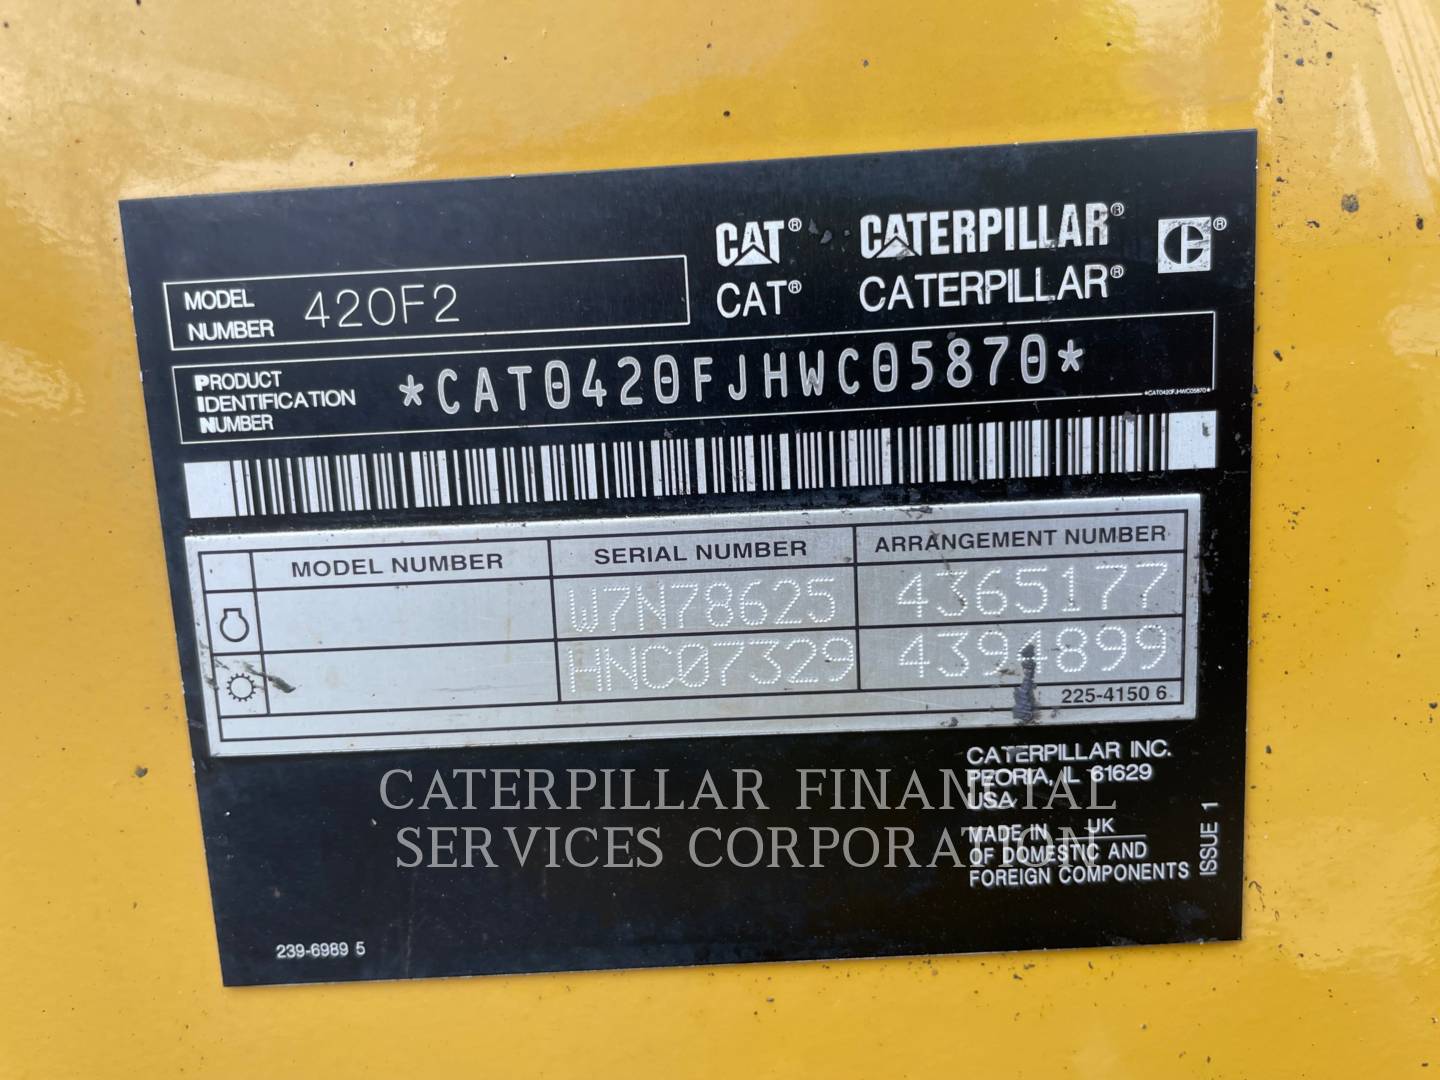 CAT® CATERPILLAR® ®
CAT® CATERPILLAR®
MODEL
NUMBER 420F2
PRODUCT
IDENTIFICATION
NUMBER
*CAT0420FJHWC05870*
*CAT0420FJHWC05870*
MODEL NUMBER SERIAL NUMBER ARRANGEMENT NUMBER
W7N78625 4365177
HNC07329 4394899
225-4150 6
CATERPILLAR INC.
PEORIA, IL 61629
USA
MADE IN UK
OF DOMESTIC AND
FOREIGN COMPONENTS
ISSUE 1
239-6989 5
CATERPILLAR FINANCIAL
SERVICES CORPORATION